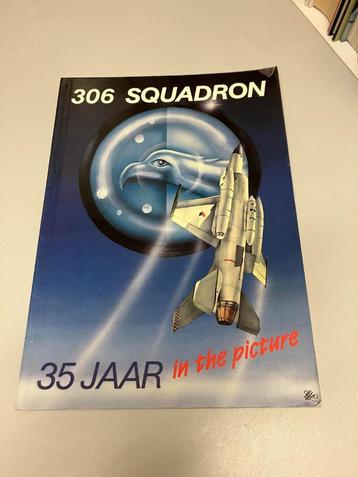 306 SQUADRON
35 JAAR in the picture